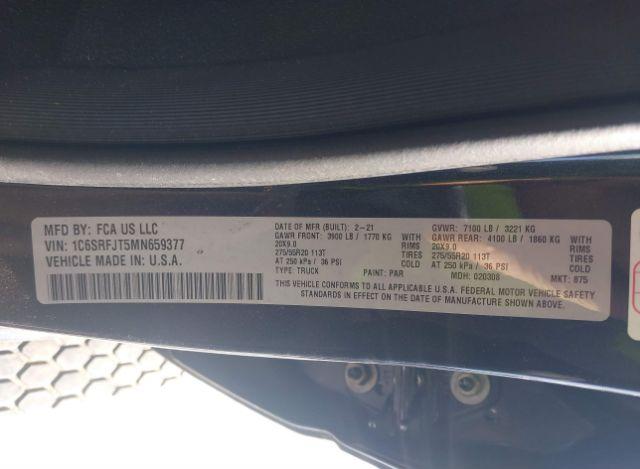 MFD BY: FCA US LLC
VIN: 1C6SRFJT5MN659377
VEHICLE MADE IN: U.S.A.
DATE OF MFR (BUILT): 2-21 GVWR: 7100 LB / 3221 KG
GAWR FRONT: 3900 LB / 1770 KG RIMS GAWR REAR: 4100 LB / 1860 KG RIMS
20X9.0 TIRES 20X9.0 TIRES
275/55R20 113T COLD 275/55R20 113T COLD
AT 250 kPa / 36 PSI AT 250 kPa / 36 PSI
TYPE: TRUCK PAINT: PAR MDH: 020308 MKT: 875
THIS VEHICLE CONFORMS TO ALL APPLICABLE U.S.A. FEDERAL MOTOR VEHICLE SAFETY
STANDARDS IN EFFECT ON THE DATE OF MANUFACTURE SHOWN ABOVE.